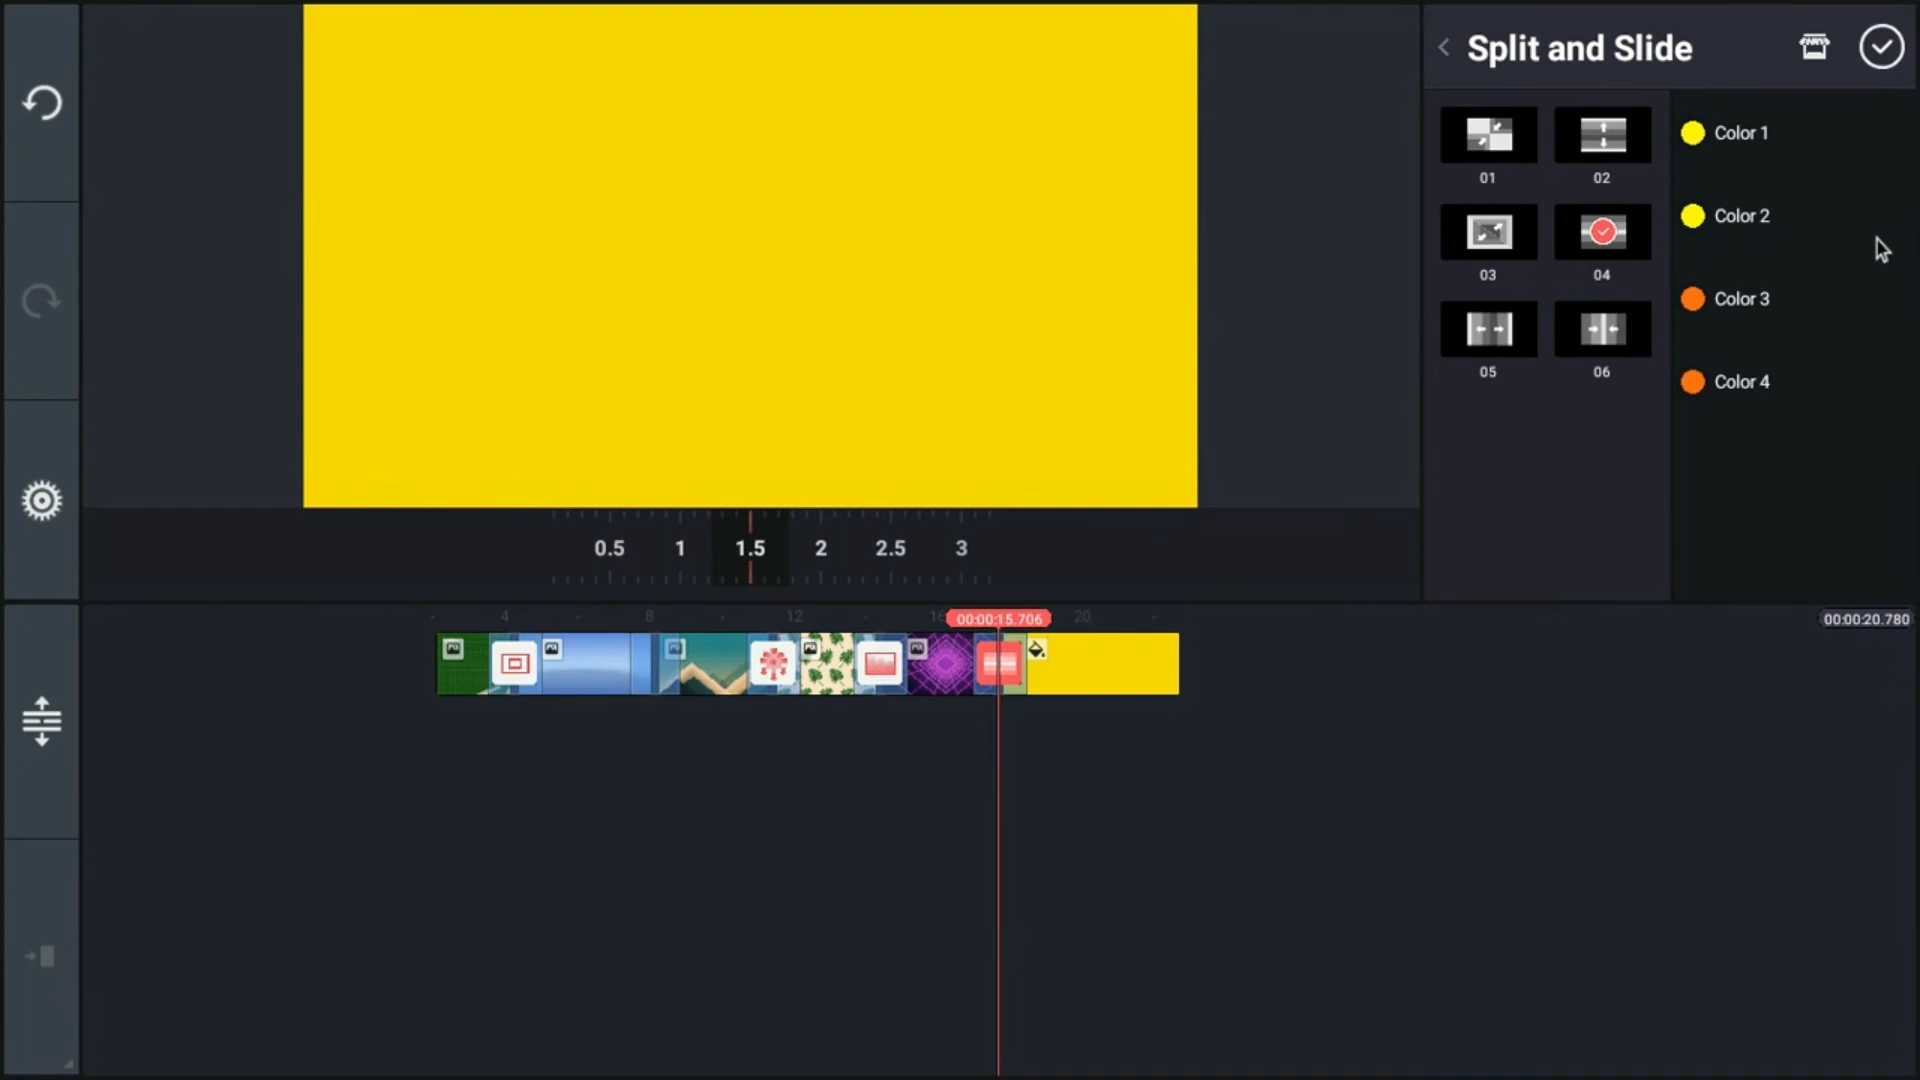 Split and Slide
01
02
03
04
05
06
Color 1
Color 2
Color 3
Color 4
0.5 1 1.5 2 2.5 3
4 8 12 16 00:00:15.706 20 00:00:20.780